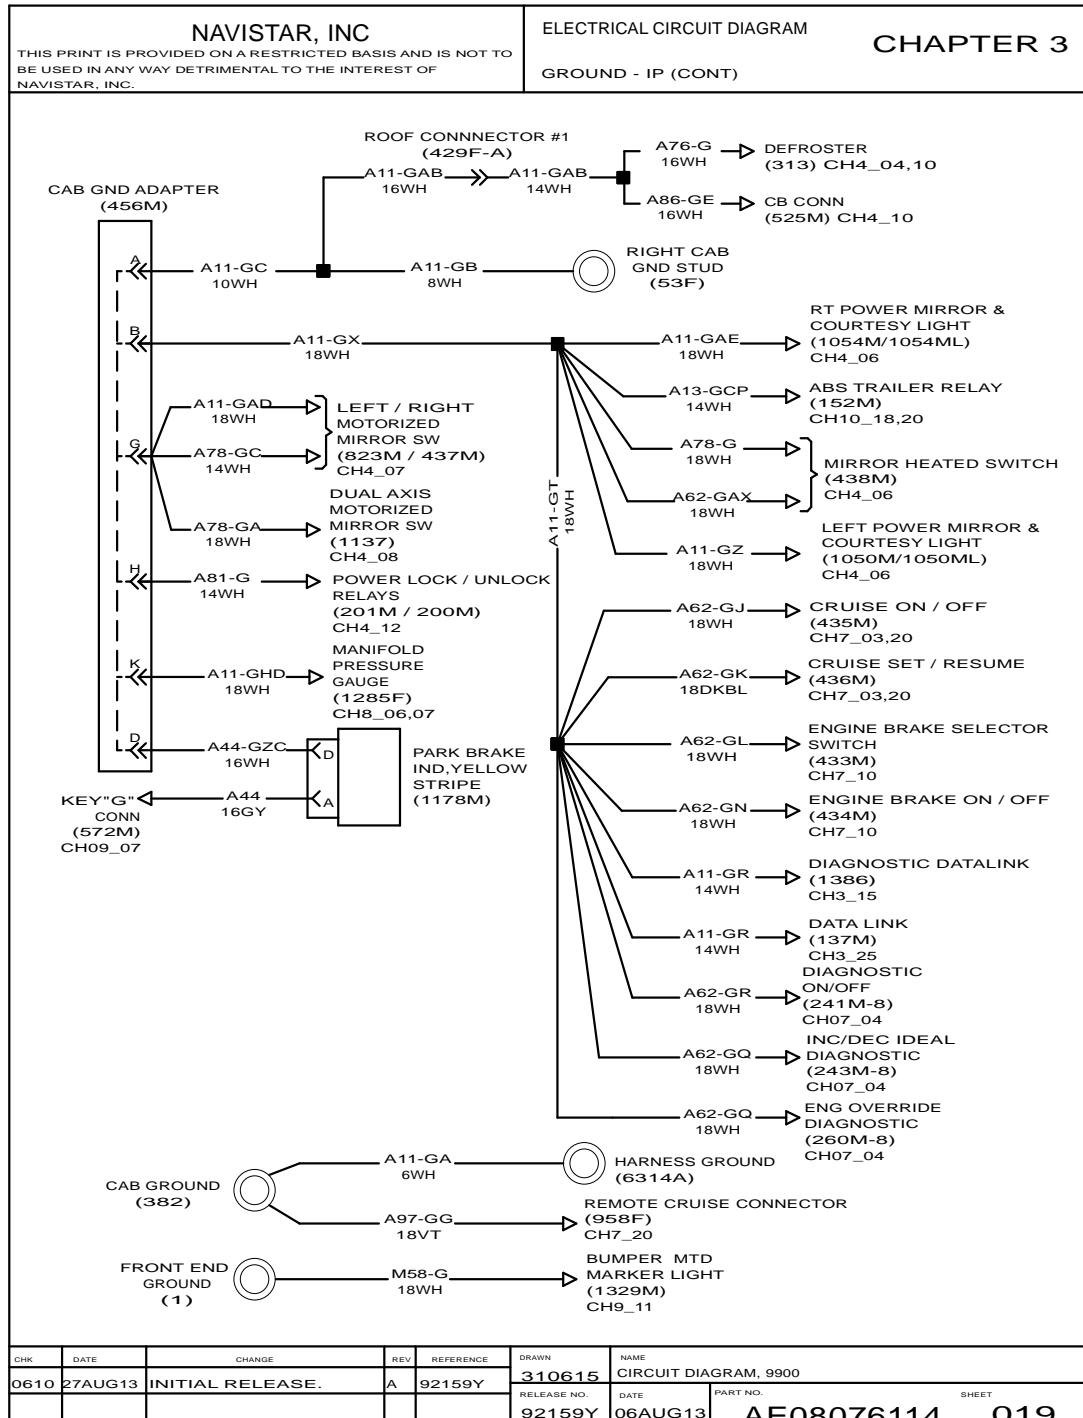 NAVISTAR, INC
THIS PRINT IS PROVIDED ON A RESTRICTED BASIS AND IS NOT TO
BE USED IN ANY WAY DETRIMENTAL TO THE INTEREST OF
NAVISTAR, INC.
ELECTRICAL CIRCUIT DIAGRAM
GROUND - IP (CONT)
CHAPTER 3
ROOF CONNNECTOR #1
(429F-A)
A11-GAB
16WH
A11-GAB
14WH
A76-G
16WH
DEFROSTER
(313) CH4_04,10
A86-GE
16WH
CB CONN
(525M) CH4_10
CAB GND ADAPTER
(456M)
A
A11-GC
10WH
A11-GB
8WH
RIGHT CAB
GND STUD
(53F)
B
A11-GX
18WH
A11-GAE
18WH
RT POWER MIRROR &
COURTESY LIGHT
(1054M/1054ML)
CH4_06
A13-GCP
14WH
ABS TRAILER RELAY
(152M)
CH10_18,20
A78-G
18WH
A62-GAX
18WH
MIRROR HEATED SWITCH
(438M)
CH4_06
A11-GZ
18WH
LEFT POWER MIRROR &
COURTESY LIGHT
(1050M/1050ML)
CH4_06
G
A11-GAD
18WH
A78-GC
14WH
LEFT / RIGHT
MOTORIZED
MIRROR SW
(823M / 437M)
CH4_07
A78-GA
18WH
DUAL AXIS
MOTORIZED
MIRROR SW
(1137)
CH4_08
A11-GT
18WH
H
A81-G
14WH
POWER LOCK / UNLOCK
RELAYS
(201M / 200M)
CH4_12
K
A11-GHD
18WH
MANIFOLD
PRESSURE
GAUGE
(1285F)
CH8_06,07
D
A44-GZC
16WH
D
A
PARK BRAKE
IND,YELLOW
STRIPE
(1178M)
KEY"G"
CONN
(572M)
CH09_07
A44
16GY
A62-GJ
18WH
CRUISE ON / OFF
(435M)
CH7_03,20
A62-GK
18DKBL
CRUISE SET / RESUME
(436M)
CH7_03,20
A62-GL
18WH
ENGINE BRAKE SELECTOR
SWITCH
(433M)
CH7_10
A62-GN
18WH
ENGINE BRAKE ON / OFF
(434M)
CH7_10
A11-GR
14WH
DIAGNOSTIC DATALINK
(1386)
CH3_15
A11-GR
14WH
DATA LINK
(137M)
CH3_25
A62-GR
18WH
DIAGNOSTIC
ON/OFF
(241M-8)
CH07_04
A62-GQ
18WH
INC/DEC IDEAL
DIAGNOSTIC
(243M-8)
CH07_04
A62-GQ
18WH
ENG OVERRIDE
DIAGNOSTIC
(260M-8)
CH07_04
CAB GROUND
(382)
A11-GA
6WH
HARNESS GROUND
(6314A)
A97-GG
18VT
REMOTE CRUISE CONNECTOR
(958F)
CH7_20
FRONT END
GROUND
(1)
M58-G
18WH
BUMPER MTD
MARKER LIGHT
(1329M)
CH9_11
CHK DATE CHANGE REV REFERENCE
0610 27AUG13 INITIAL RELEASE. A 92159Y
DRAWN
310615
NAME
CIRCUIT DIAGRAM, 9900
RELEASE NO.
92159Y
DATE
06AUG13
PART NO.
AE08076114
SHEET
019